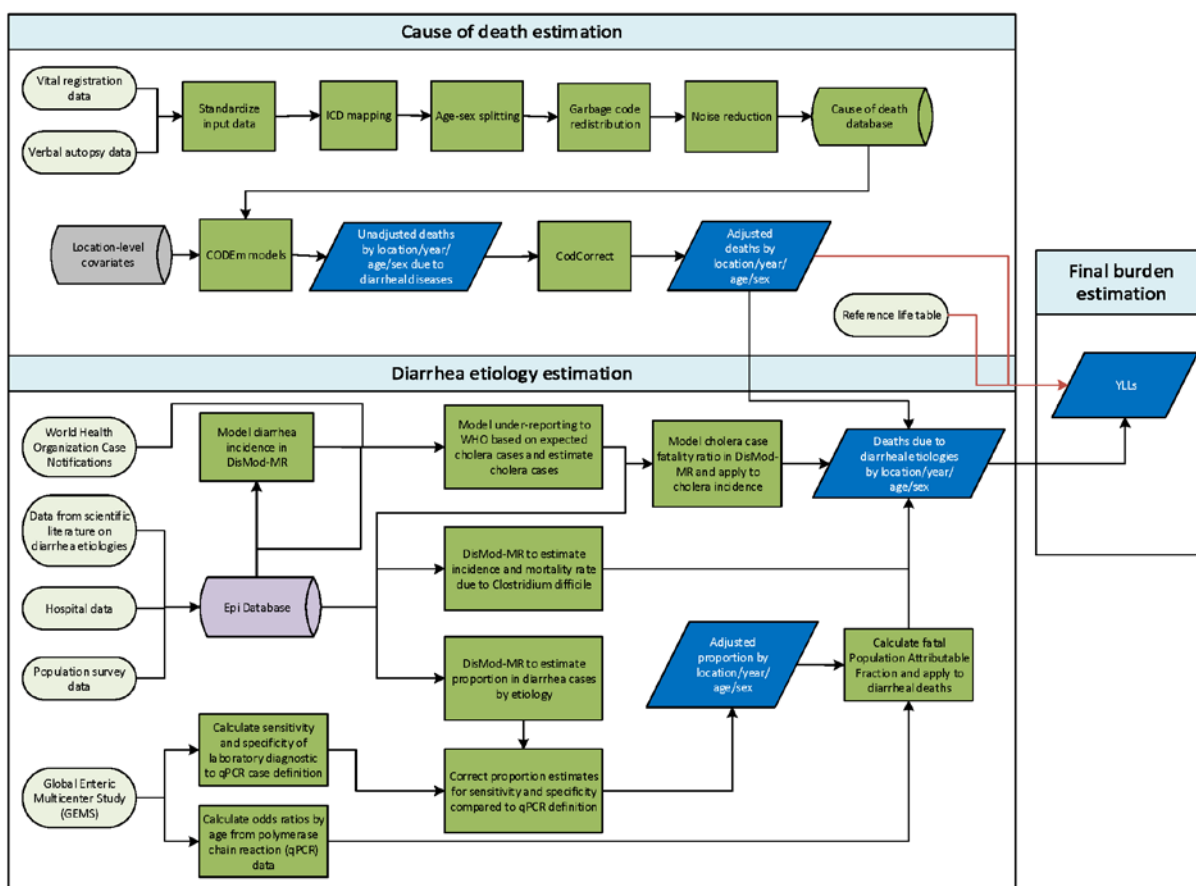 Cause of death estimation
Vital registration
data
Verbal autopsy data
Standardize
input data
ICD mapping
Age-sex splitting
Garbage code
redistribution
Noise reduction
Cause of death
database
Location-level
covariates
CODEm models
Unadjusted deaths
by location/year/
age/sex due to
diarrheal diseases
CodCorrect
Adjusted
deaths by
location/year/
age/sex
Reference life table
Final burden
estimation
YLLs
Diarrhea etiology estimation
World Health
Organization Case
Notifications
Model diarrhea
incidence in
DisMod-MR
Model under-reporting to
WHO based on expected
cholera cases and estimate
cholera cases
Model cholera case
fatality ratio in DisMod-
MR and apply to
cholera incidence
Deaths due to
diarrheal etiologies
by location/year/
age/sex
Data from scientific
literature on
diarrhea etiologies
Hospital data
Population survey
data
Epi Database
DisMod-MR to estimate
incidence and mortality rate
due to Clostridium difficile
DisMod-MR to estimate
proportion in diarrhea cases
by etiology
Adjusted
proportion by
location/year/
age/sex
Calculate fatal
Population Attributable
Fraction and apply to
diarrheal deaths
Global Enteric
Multicenter Study
(GEMS)
Calculate sensitivity
and specificity of
laboratory diagnostic
to qPCR case definition
Correct proportion estimates
for sensitivity and specificity
compared to qPCR definition
Calculate odds ratios by
age from polymerase
chain reaction (qPCR)
data